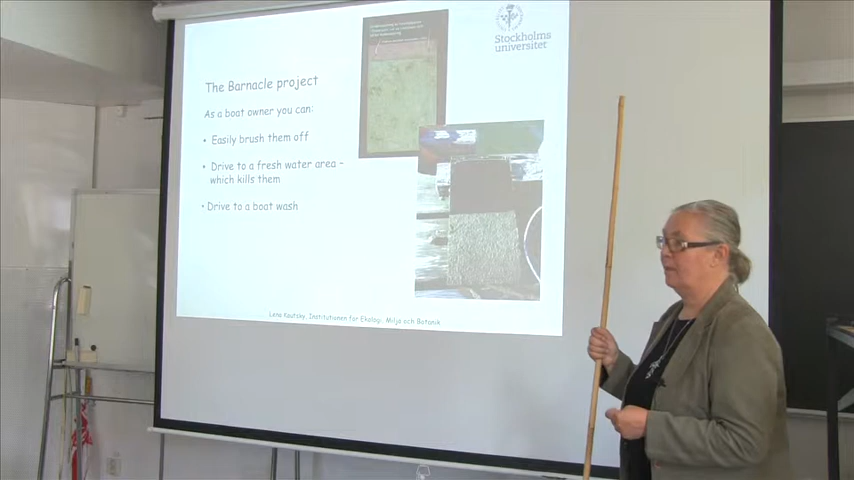 Stockholms
universitet
The Barnacle project
As a boat owner you can:
• Easily brush them off
• Drive to a fresh water area –
which kills them
• Drive to a boat wash
Lena Kautsky, Institutionen för Ekologi, Miljö och Botanik